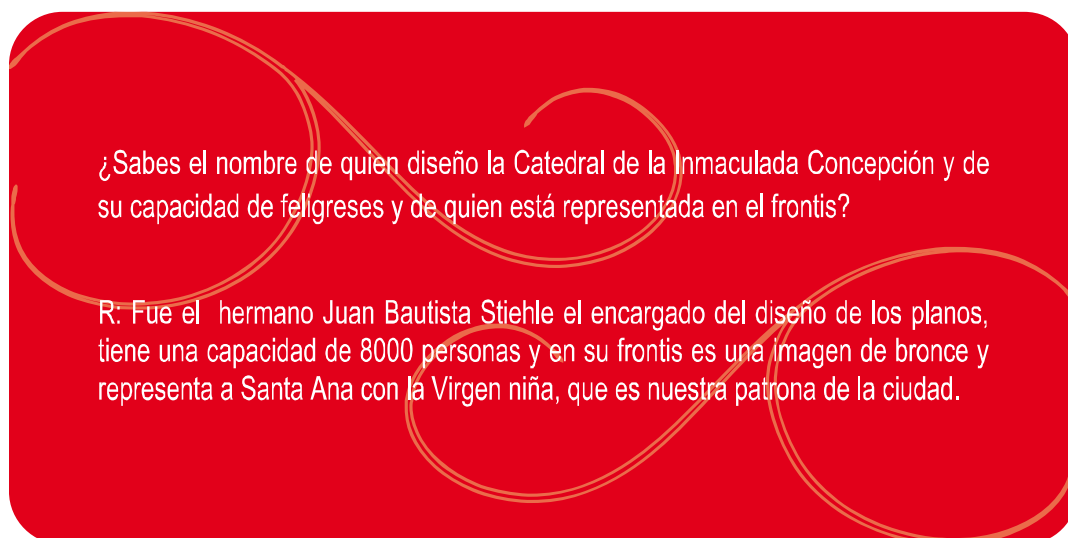 ¿Sabes el nombre de quien diseño la Catedral de la Inmaculada Concepción y de
su capacidad de feligreses y de quien está representada en el frontis?
R: Fue el hermano Juan Bautista Stiehle el encargado del diseño de los planos,
tiene una capacidad de 8000 personas y en su frontis es una imagen de bronce y
representa a Santa Ana con la Virgen niña, que es nuestra patrona de la ciudad.